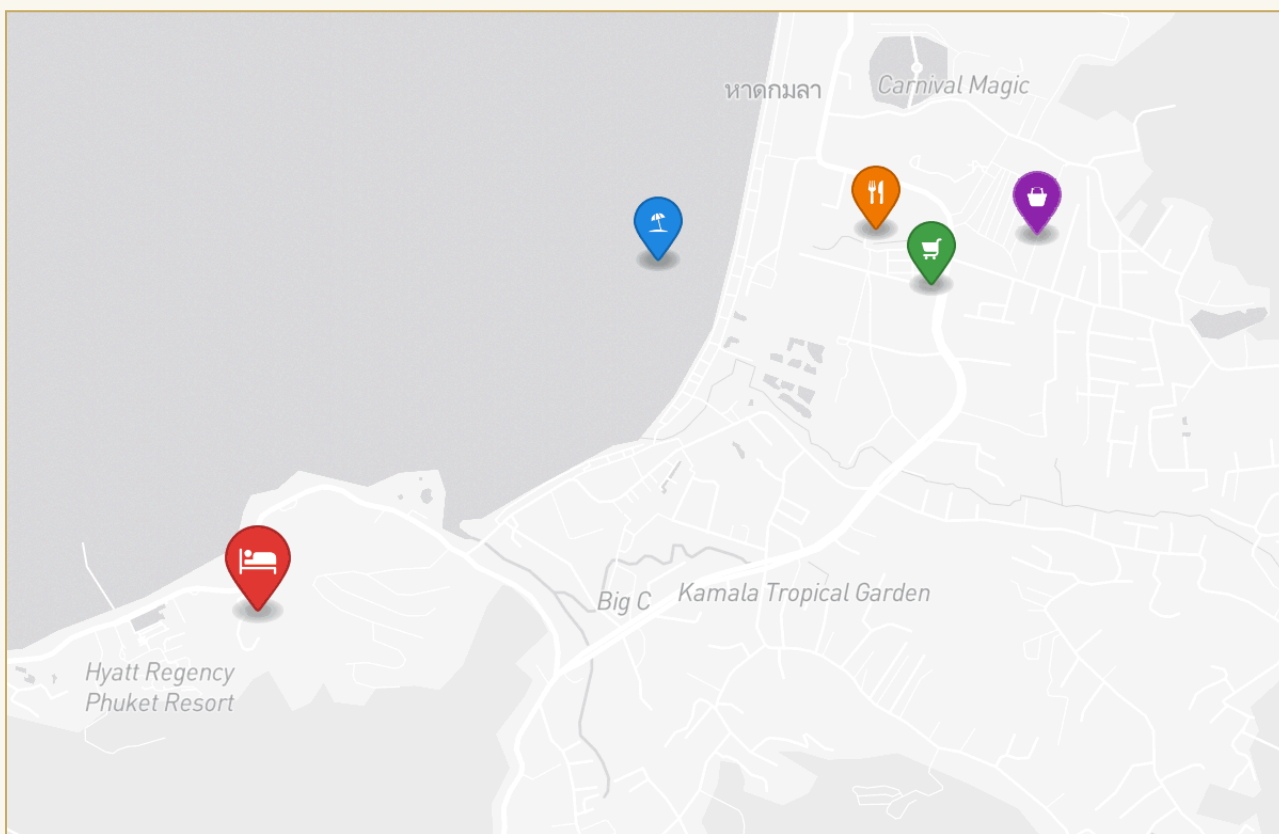 หาดกมลา
Carnival Magic
Big C
Kamala Tropical Garden
Hyatt Regency
Phuket Resort